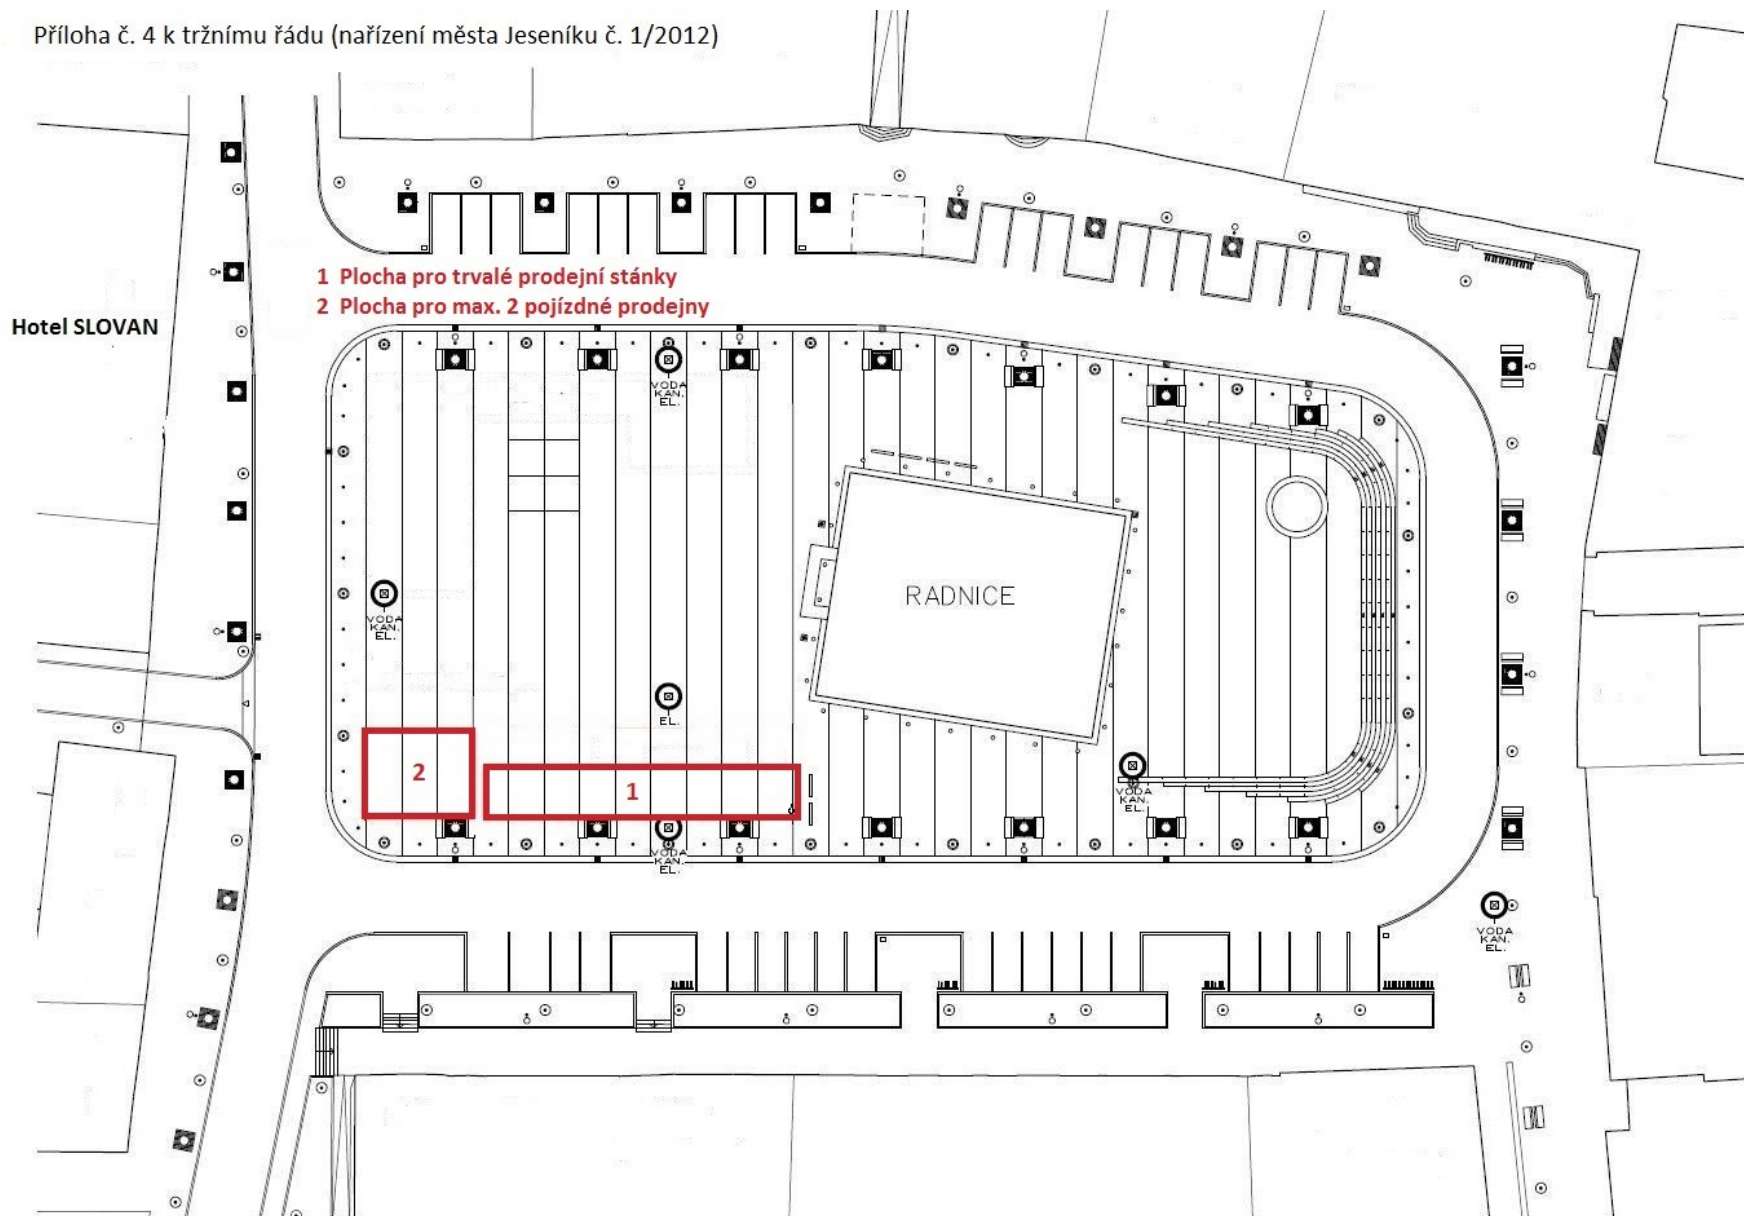 Příloha č. 4 k tržnímu řádu (nařízení města Jeseníku č. 1/2012)
1 Plocha pro trvalé prodejní stánky
2 Plocha pro max. 2 pojízdné prodejny
Hotel SLOVAN
VODA
KAN.
EL.
RADNICE
VODA
KAN.
EL.
EL.
2
1
VODA
KAN.
EL.
VODA
KAN.
EL.
VODA
KAN.
EL.